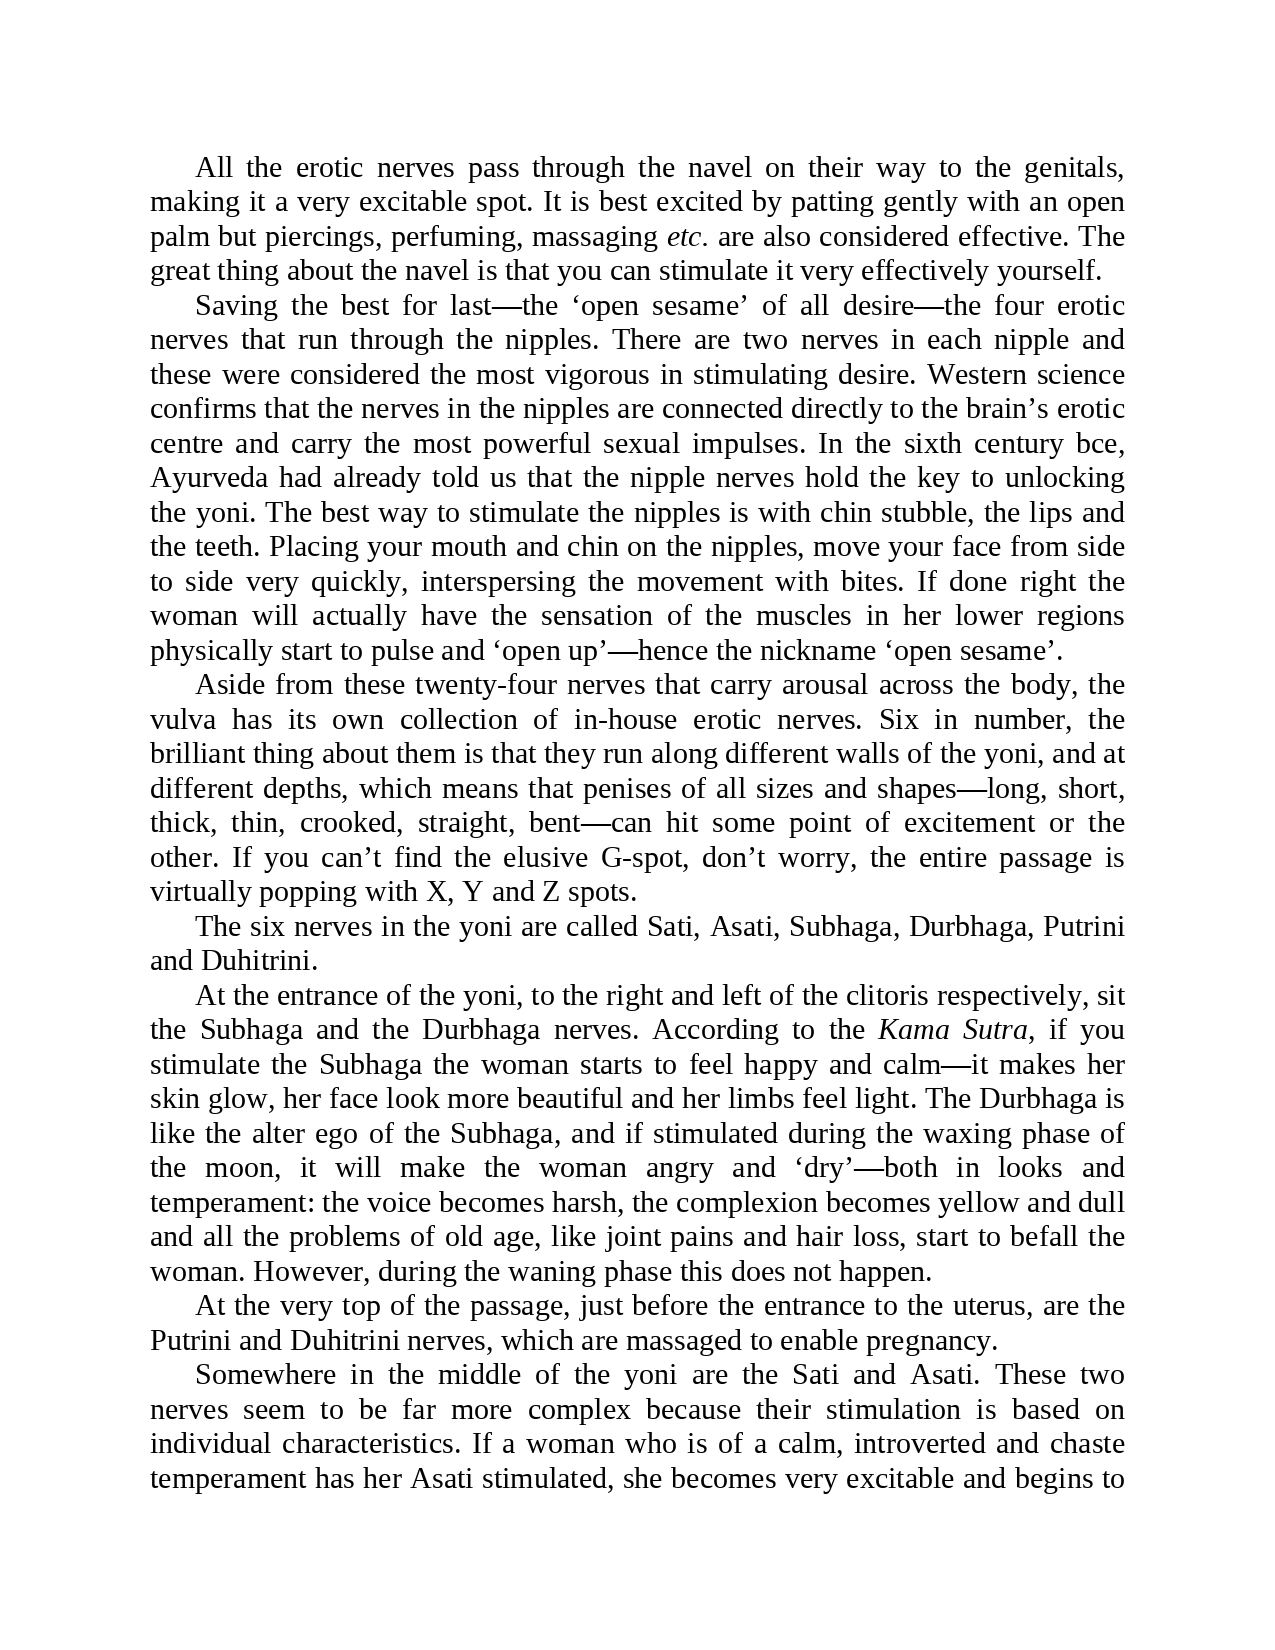 All the erotic nerves pass through the navel on their way to the genitals,
making it a very excitable spot. It is best excited by patting gently with an open
palm but piercings, perfuming, massaging etc. are also considered effective. The
great thing about the navel is that you can stimulate it very effectively yourself.
Saving the best for last—the ‘open sesame’ of all desire—the four erotic
nerves that run through the nipples. There are two nerves in each nipple and
these were considered the most vigorous in stimulating desire. Western science
confirms that the nerves in the nipples are connected directly to the brain’s erotic
centre and carry the most powerful sexual impulses. In the sixth century bce,
Ayurveda had already told us that the nipple nerves hold the key to unlocking
the yoni. The best way to stimulate the nipples is with chin stubble, the lips and
the teeth. Placing your mouth and chin on the nipples, move your face from side
to side very quickly, interspersing the movement with bites. If done right the
woman will actually have the sensation of the muscles in her lower regions
physically start to pulse and ‘open up’—hence the nickname ‘open sesame’.
Aside from these twenty-four nerves that carry arousal across the body, the
vulva has its own collection of in-house erotic nerves. Six in number, the
brilliant thing about them is that they run along different walls of the yoni, and at
different depths, which means that penises of all sizes and shapes—long, short,
thick, thin, crooked, straight, bent—can hit some point of excitement or the
other. If you can’t find the elusive G-spot, don’t worry, the entire passage is
virtually popping with X, Y and Z spots.
The six nerves in the yoni are called Sati, Asati, Subhaga, Durbhaga, Putrini
and Duhitrini.
At the entrance of the yoni, to the right and left of the clitoris respectively, sit
the Subhaga and the Durbhaga nerves. According to the Kama Sutra, if you
stimulate the Subhaga the woman starts to feel happy and calm—it makes her
skin glow, her face look more beautiful and her limbs feel light. The Durbhaga is
like the alter ego of the Subhaga, and if stimulated during the waxing phase of
the moon, it will make the woman angry and ‘dry’—both in looks and
temperament: the voice becomes harsh, the complexion becomes yellow and dull
and all the problems of old age, like joint pains and hair loss, start to befall the
woman. However, during the waning phase this does not happen.
At the very top of the passage, just before the entrance to the uterus, are the
Putrini and Duhitrini nerves, which are massaged to enable pregnancy.
Somewhere in the middle of the yoni are the Sati and Asati. These two
nerves seem to be far more complex because their stimulation is based on
individual characteristics. If a woman who is of a calm, introverted and chaste
temperament has her Asati stimulated, she becomes very excitable and begins to